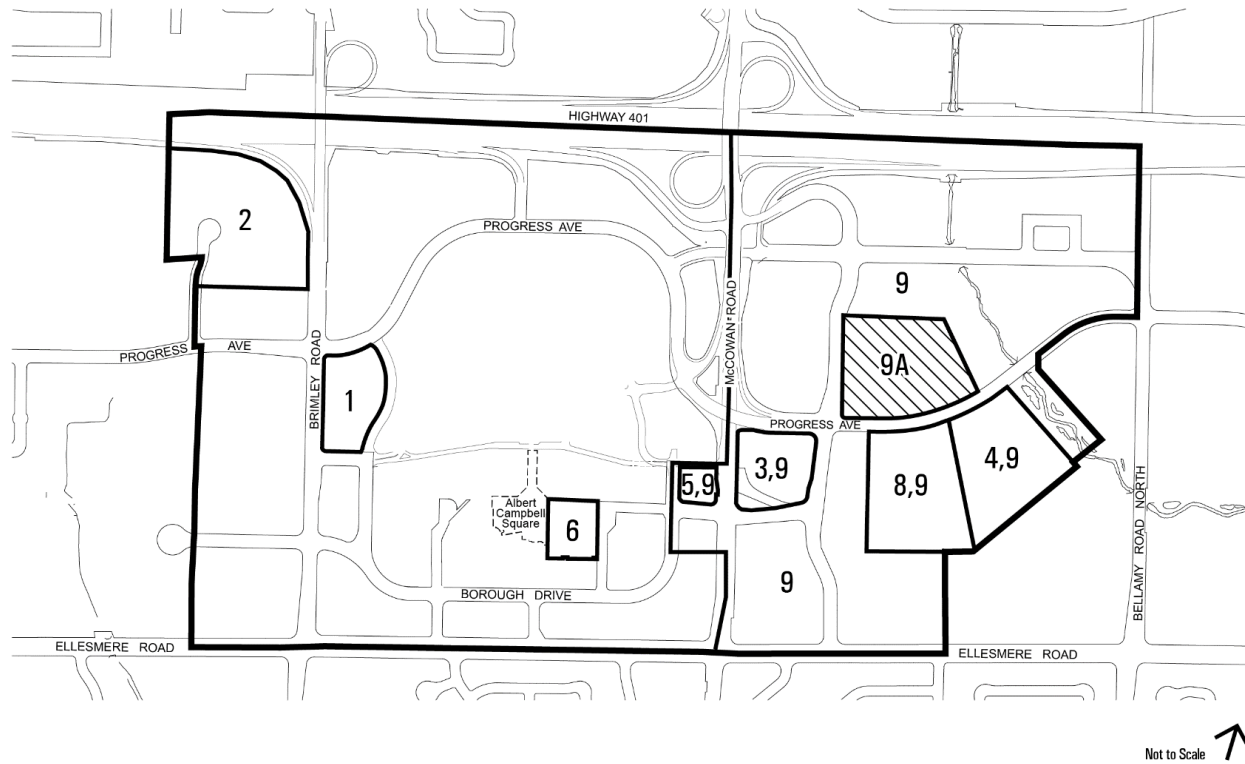 HIGHWAY 401
2
PROGRESS AVE
McCOWAN ROAD
9
PROGRESS AVE
BRIMLEY ROAD
9A
1
PROGRESS AVE
3,9
8,9
4,9
5,9
Albert
Campbell
Square
6
9
BELLAMY ROAD NORTH
BOROUGH DRIVE
ELLESMERE ROAD
ELLESMERE ROAD
Not to Scale